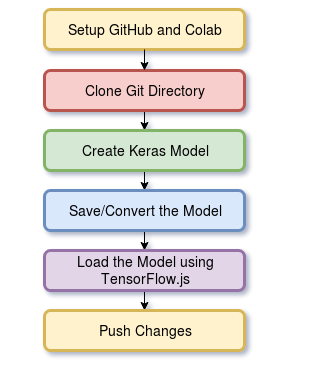 Setup GitHub and Colab
Clone Git Directory
Create Keras Model
Save/Convert the Model
Load the Model using
TensorFlow.js
Push Changes